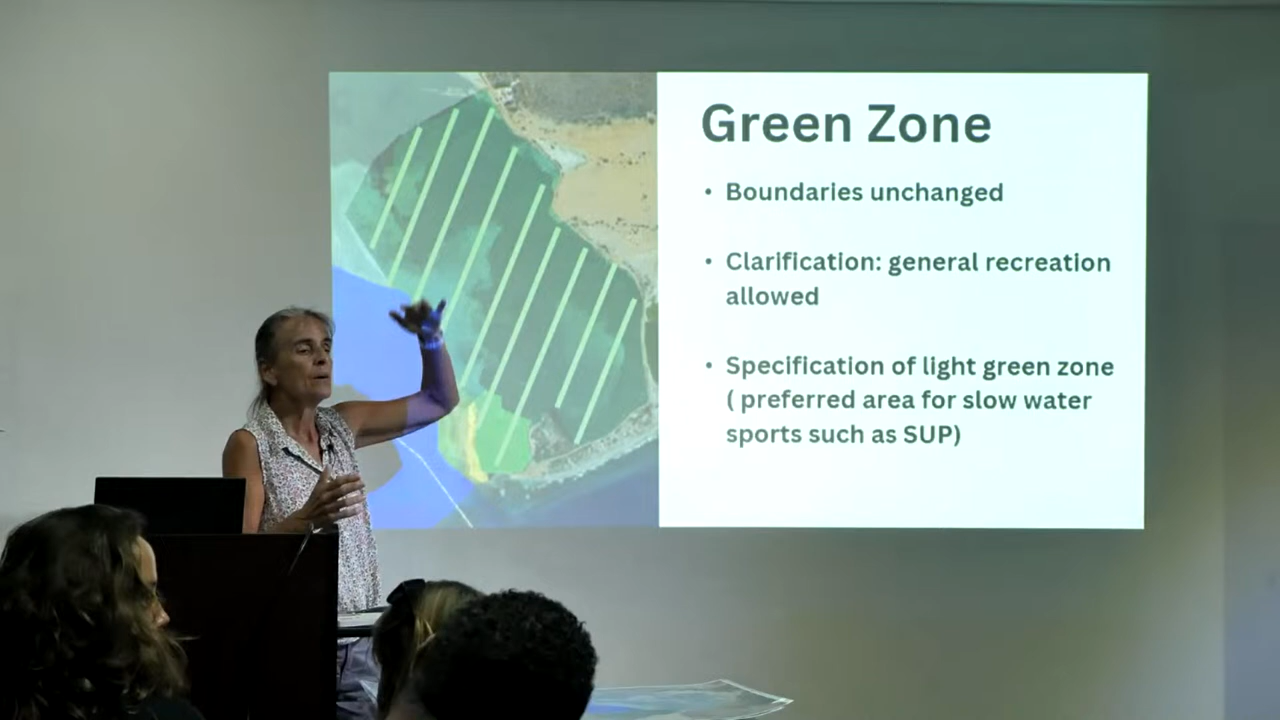 Green Zone
• Boundaries unchanged
• Clarification: general recreation
allowed
• Specification of light green zone
( preferred area for slow water
sports such as SUP)